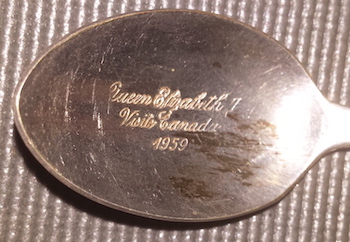 Queen Elizabeth II
Visits Canada
1959